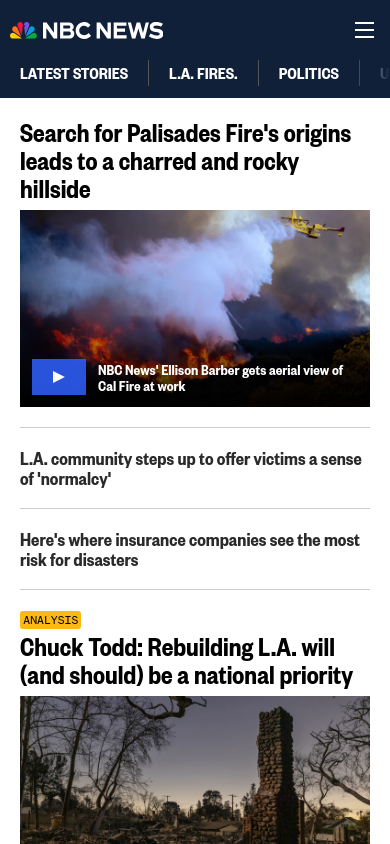 NBC NEWS
LATEST STORIES
L.A. FIRES.
POLITICS
Search for Palisades Fire's origins
leads to a charred and rocky
hillside
NBC News' Ellison Barber gets aerial view of
Cal Fire at work
L.A. community steps up to offer victims a sense
of 'normalcy'
Here's where insurance companies see the most
risk for disasters
ANALYSIS
Chuck Todd: Rebuilding L.A. will
(and should) be a national priority